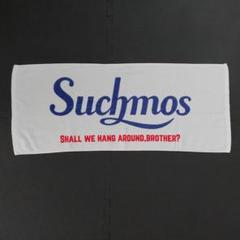 Suchmos
SHALL WE HANG AROUND,BROTHER?